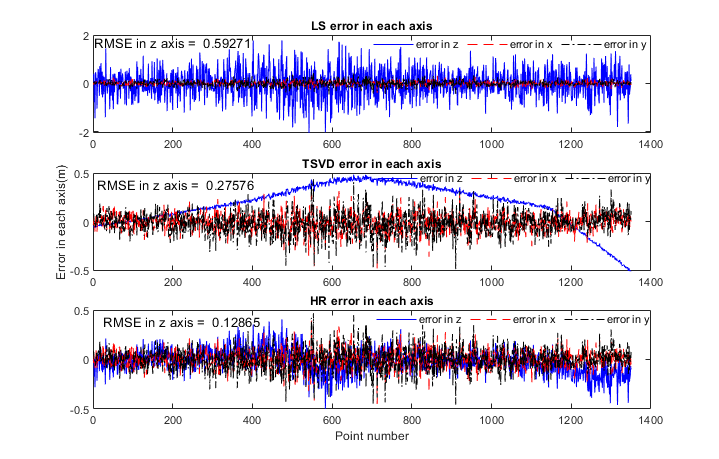 LS error in each axis
2
RMSE in z axis = 0.59271
error in z error in x error in y
0
-2
0 200 400 600 800 1000 1200 1400
TSVD error in each axis
0.5
RMSE in z axis = 0.27576
error in z error in x error in y
0
-0.5
0 200 400 600 800 1000 1200 1400
Error in each axis(m)
HR error in each axis
0.5
RMSE in z axis = 0.12865
error in z error in x error in y
0
-0.5
0 200 400 600 800 1000 1200 1400
Point number